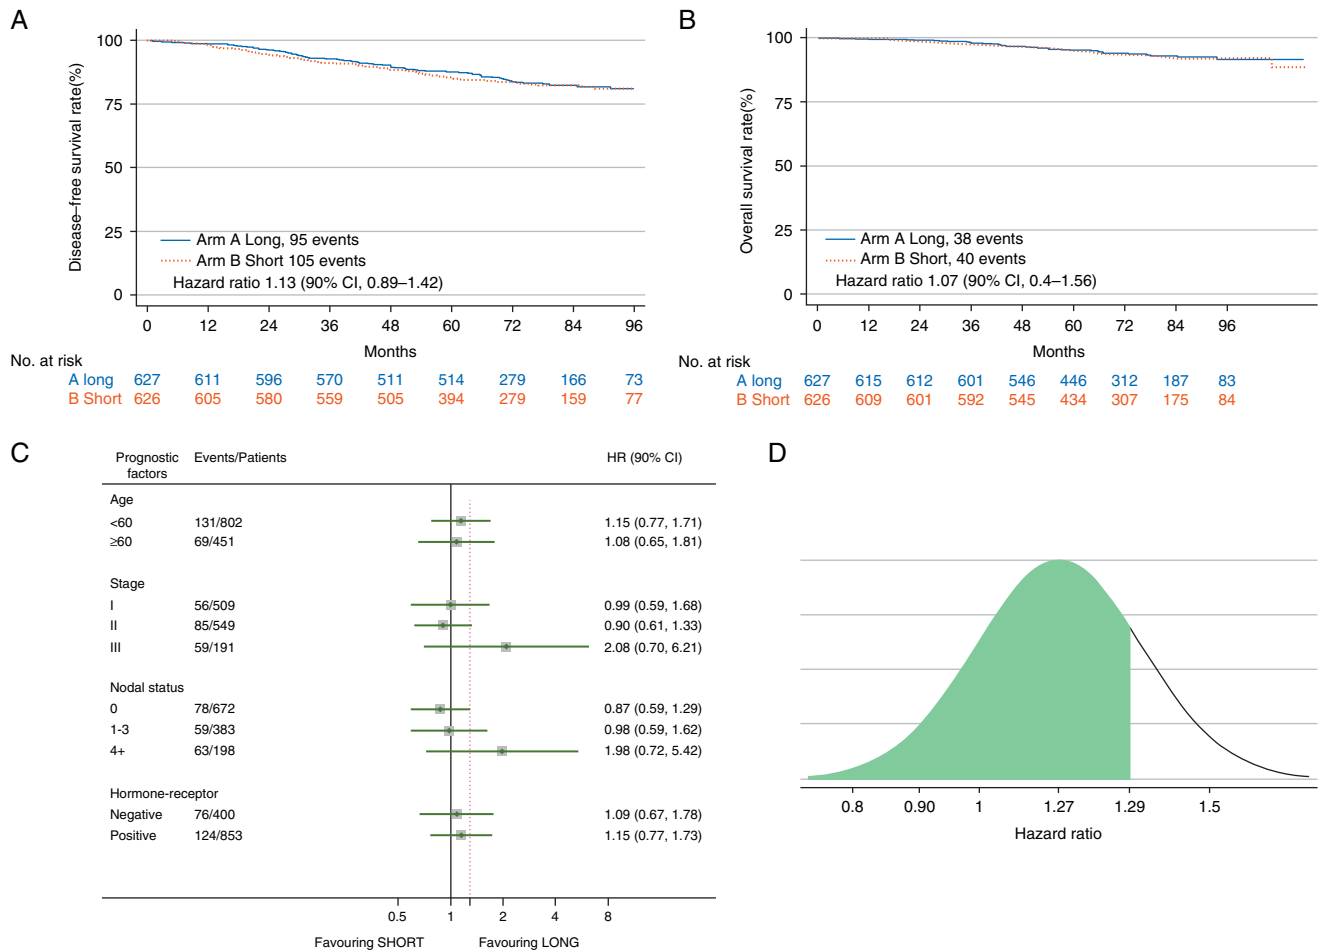 A
100
75
50
25
0
Disease–free survival rate(%)
Arm A Long, 95 events
Arm B Short 105 events
Hazard ratio 1.13 (90% CI, 0.89–1.42)
0 12 24 36 48 60 72 84 96
Months
No. at risk
A long 627 611 596 570 511 514 279 166 73
B Short 626 605 580 559 505 394 279 159 77
B
100
75
50
25
0
Overall survival rate(%)
Arm A Long, 38 events
Arm B Short, 40 events
Hazard ratio 1.07 (90% CI, 0.4–1.56)
0 12 24 36 48 60 72 84 96
Months
No. at risk
A long 627 615 612 601 546 446 312 187 83
B Short 626 609 601 592 545 434 307 175 84
C
Prognostic Events/Patients HR (90% CI)
factors
Age
<60 131/802 1.15 (0.77, 1.71)
≥60 69/451 1.08 (0.65, 1.81)
Stage
I 56/509 0.99 (0.59, 1.68)
II 85/549 0.90 (0.61, 1.33)
III 59/191 2.08 (0.70, 6.21)
Nodal status
0 78/672 0.87 (0.59, 1.29)
1-3 59/383 0.98 (0.59, 1.62)
4+ 63/198 1.98 (0.72, 5.42)
Hormone-receptor
Negative 76/400 1.09 (0.67, 1.78)
Positive 124/853 1.15 (0.77, 1.73)
0.5 1 2 4 8
Favouring SHORT Favouring LONG
D
0.8 0.90 1 1.27 1.29 1.5
Hazard ratio